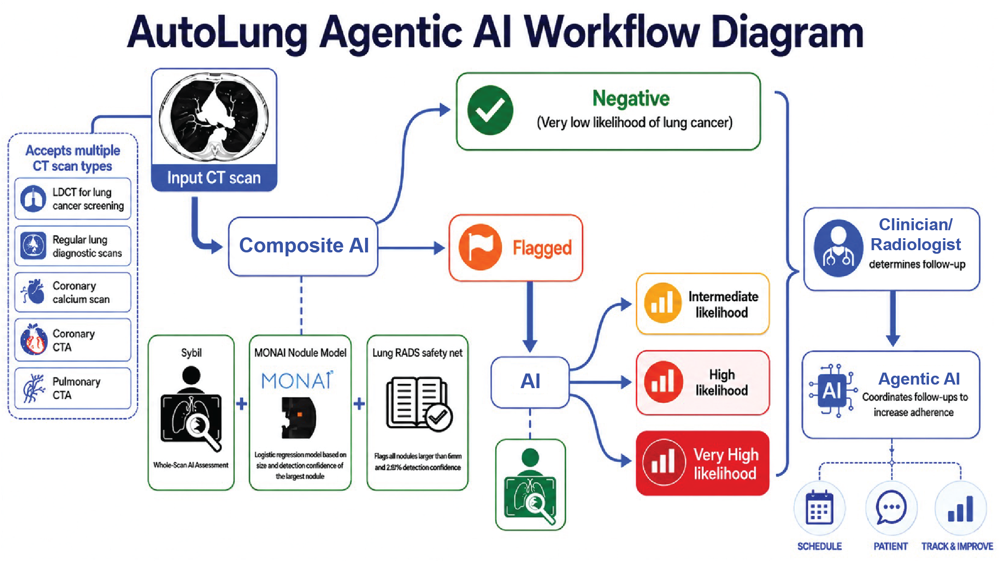 AutoLung Agentic AI Workflow Diagram
Input CT scan
Accepts multiple
CT scan types
LDCT for lung
cancer screening
Regular lung
diagnostic scans
Coronary
calcium scan
Coronary
CTA
Pulmonary
CTA
Composite AI
Negative
(Very low likelihood of lung cancer)
Flagged
Sybil
Whole-Scan AI Assessment
+
MONAI Nodule Model
MONAI
Logistic regression model based on
size and detection confidence of
the largest nodule
+
Lung RADS safety net
Flags all nodules larger than 6mm
and detection confidence
AI
Intermediate
likelihood
High
likelihood
Very High
likelihood
Clinician/
Radiologist
determines follow-up
AI
Agentic AI
Coordinates follow-ups to
increase adherence
SCHEDULE
PATIENT
TRACK & IMPROVE